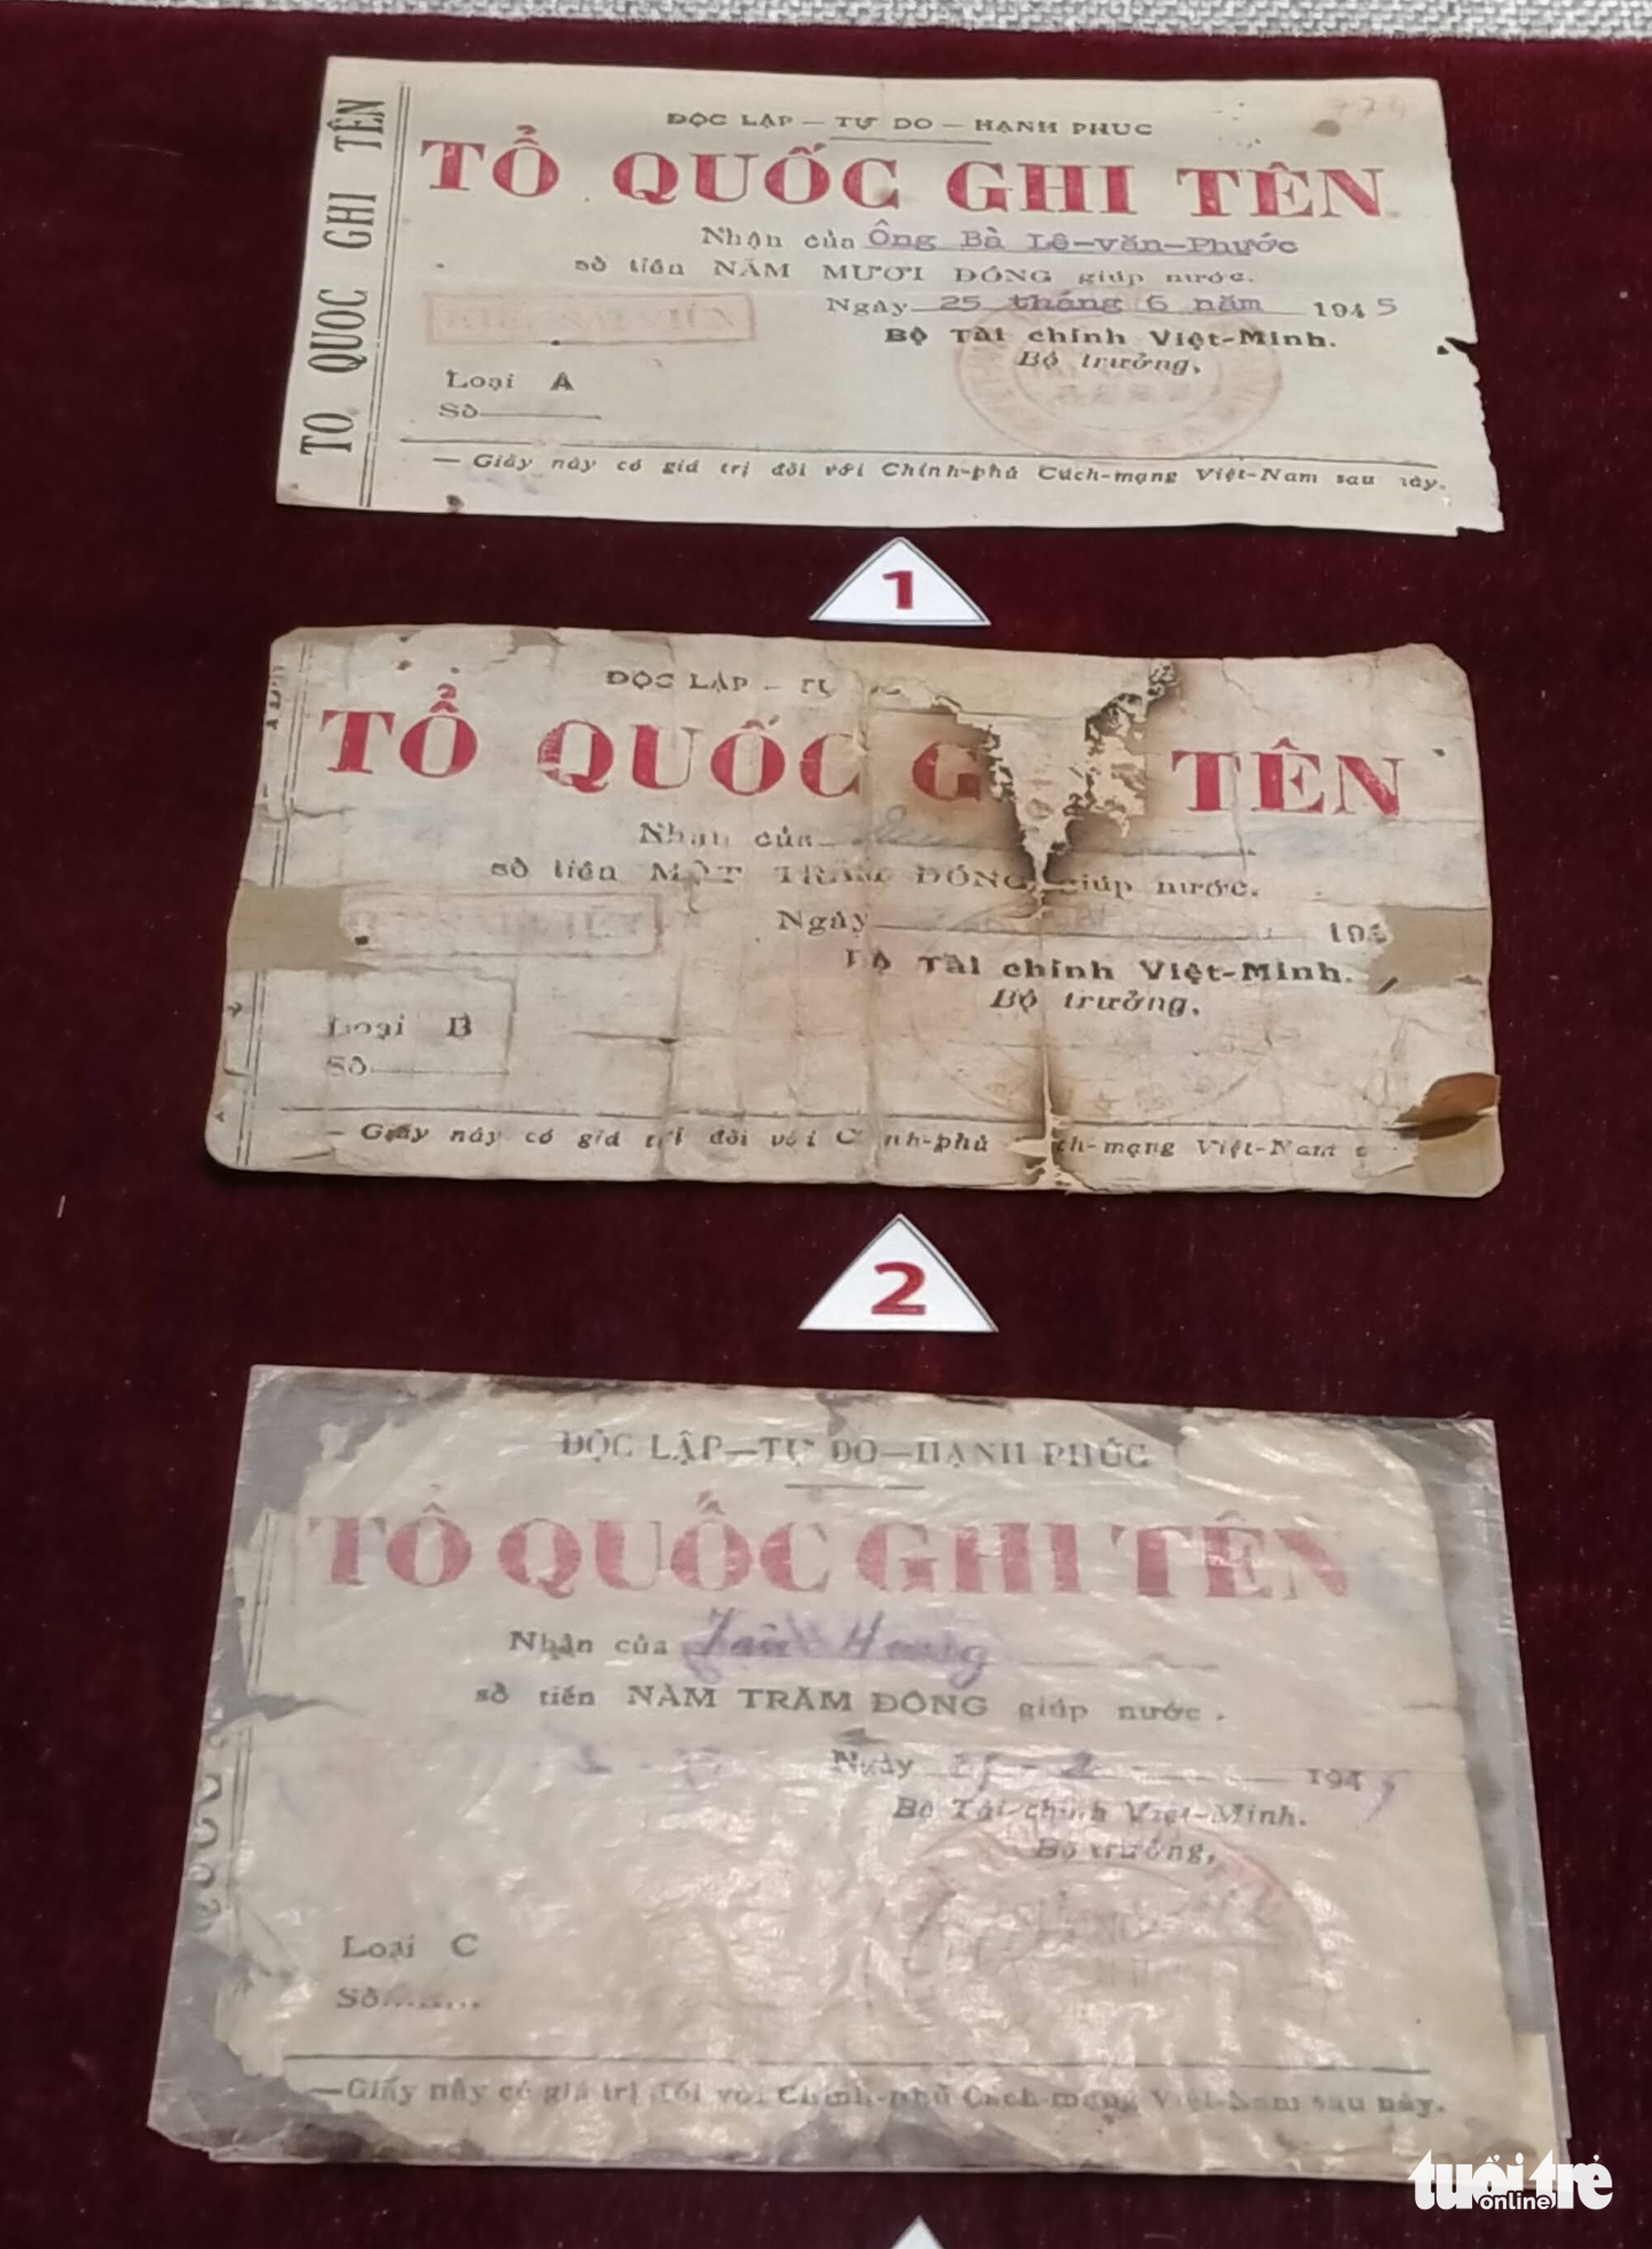 TO QUOC GHI TÊN
ĐỘC LẬP — TỰ DO — HẠNH PHUC
TỔ QUỐC GHI TÊN
Nhận của Ông Bà Lê-văn-Phước
số tiền NĂM MƯƠI ĐỒNG giúp nước.
Ngày 25 tháng 6 năm 1945
Bộ Tài chính Việt-Minh.
Bộ trưởng,
Loại A
Số
— Giấy này có giá trị đối với Chính-phủ Cách-mạng Việt-Nam sau
1
ĐỘC LẬP –
TỔ QUỐC TÊN
Nhận của
số tiền MỘT TRĂM ĐỒNG giúp nước.
Ngày
Tài chính Việt-Minh.
Bộ trưởng,
Loại B
Số
– Giấy này có giá trị đối với Việt-Nam
2
ĐỘC LẬP—TỰ DO—HẠNH PHÚC
TỔ QUỐC GHI TÊN
Nhận của
số tiền NĂM TRĂM ĐỒNG giúp nước.
Ngày 194
Bộ Tài chính Việt-Minh.
Bộ trưởng,
Loại C
Số
—Giấy này có giá trị đối với Chính-phủ Cách-mạng Việt-Nam sau này.
tuổi trẻ
online